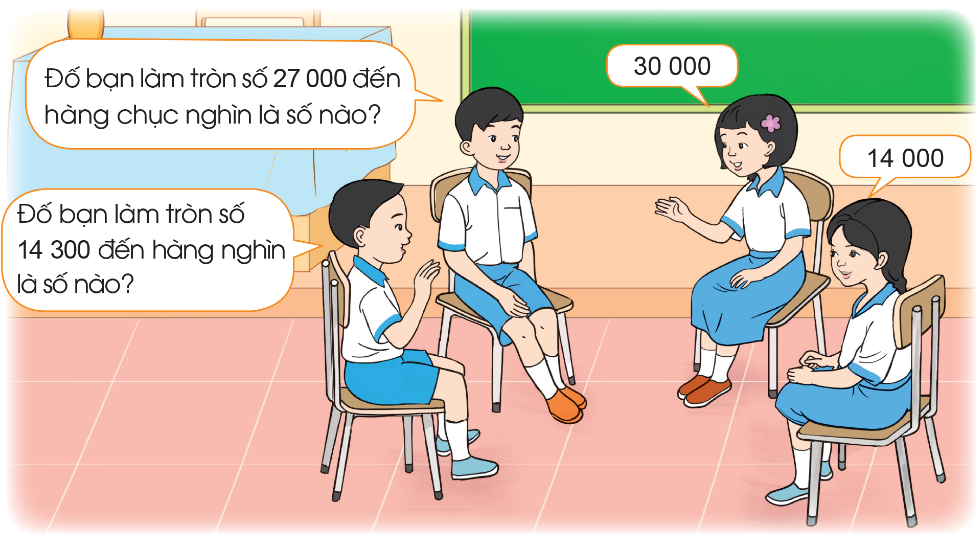 Đố bạn làm tròn số 27 000 đến
hàng chục nghìn là số nào?
30 000
14 000
Đố bạn làm tròn số
14 300 đến hàng nghìn
là số nào?